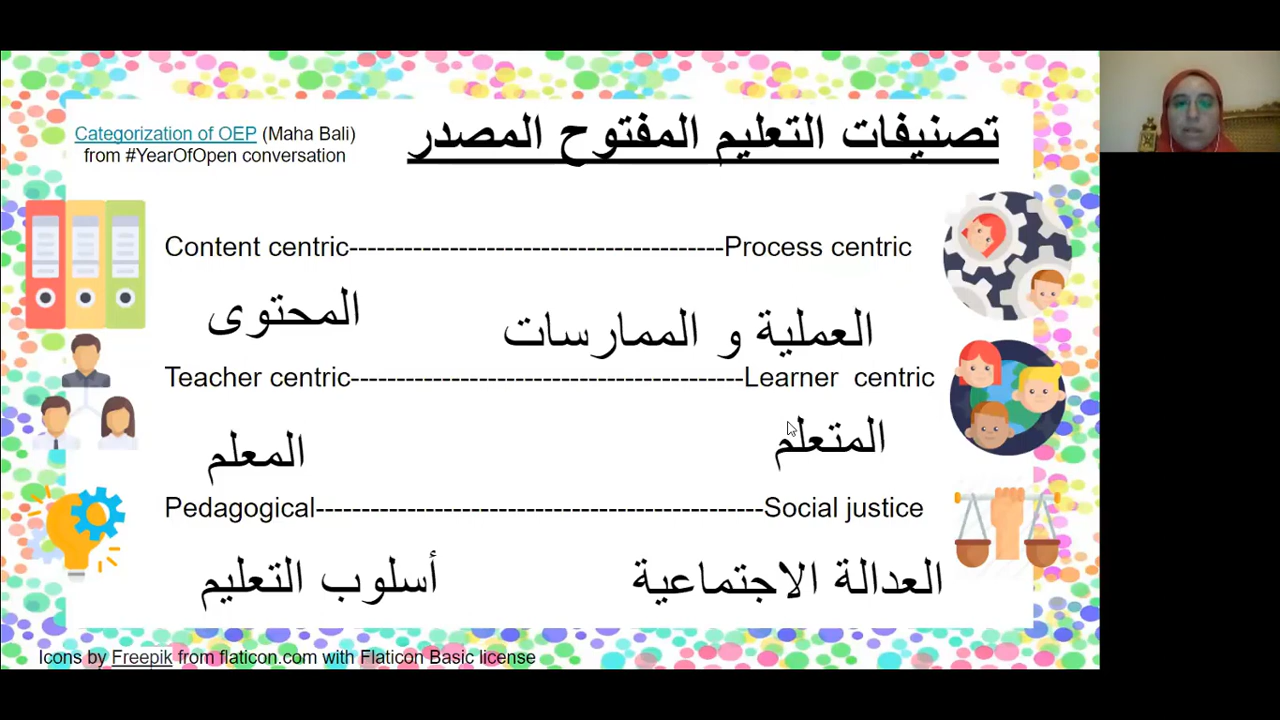 تصنيفات التعليم المفتوح المصدر
Categorization of OEP (Maha Bali)
from #YearOfOpen conversation
Content centric----------------------------------------Process centric
المحتوى
العملية و الممارسات
Teacher centric------------------------------------------Learner centric
المعلم
المتعلم
Pedagogical------------------------------------------------Social justice
أسلوب التعليم
العدالة الاجتماعية
Icons by Freepik from flaticon.com with Flaticon Basic license